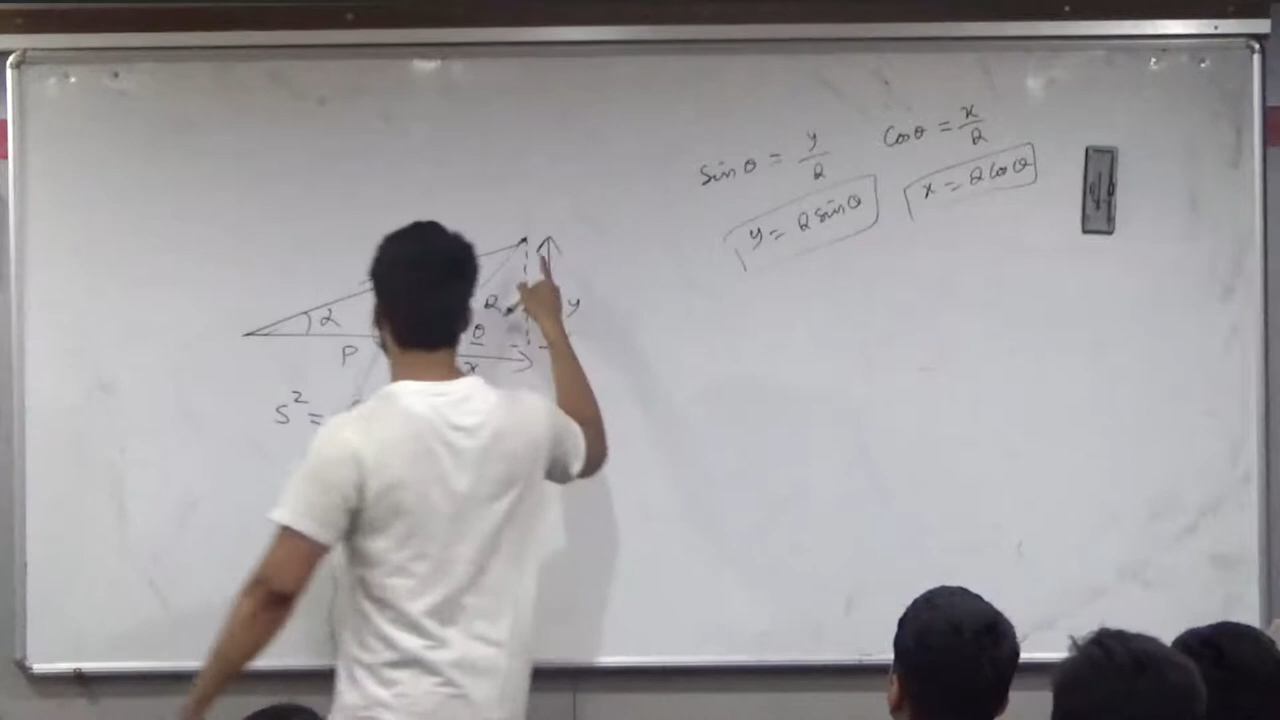 Sin θ = y/Q
Cos θ = x/Q
y = Q sin θ
x = Q cos θ
α
Q
y
θ
P
x
S² =